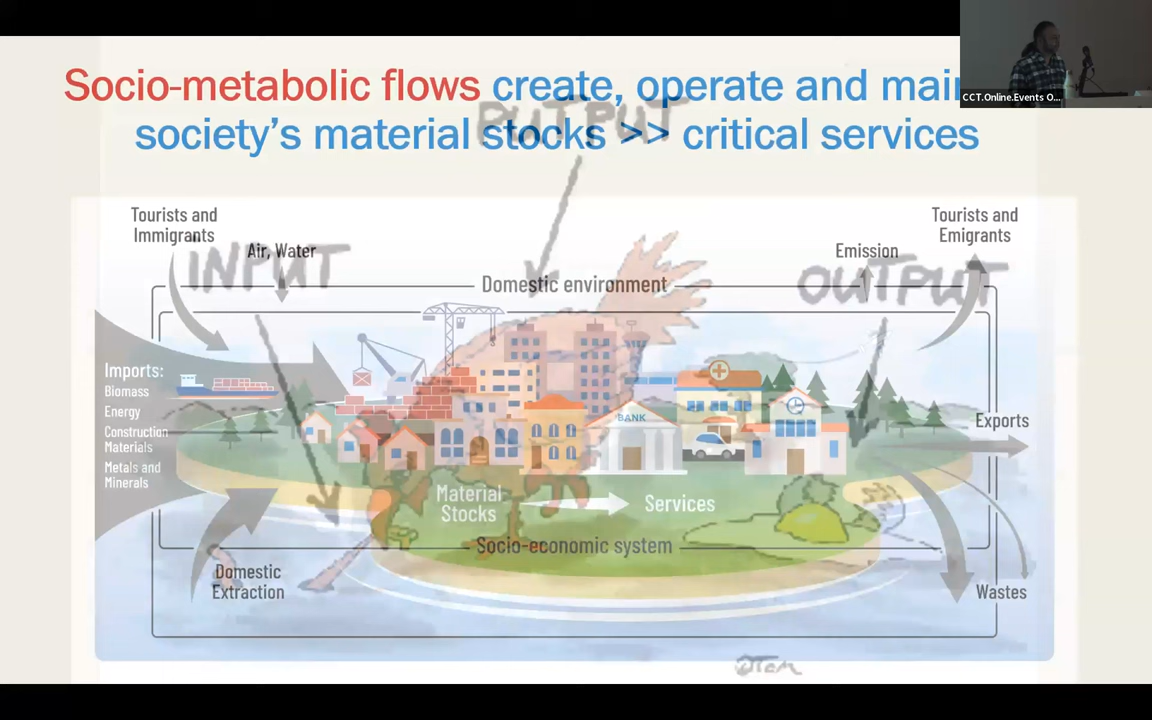 Socio-metabolic flows create, operate and main
society's material stocks >> critical services
PUTPUT
Tourists and
Immigrants
Air, Water
INPUT
Emission
Tourists and
Emigrants
OUTPUT
Domestic environment
Imports:
Biomass
Energy
Construction
Materials
Metals and
Minerals
BANK
Exports
Material
Stocks
Services
Socio-economic system
Domestic
Extraction
Wastes
CCT.Online.Events O...